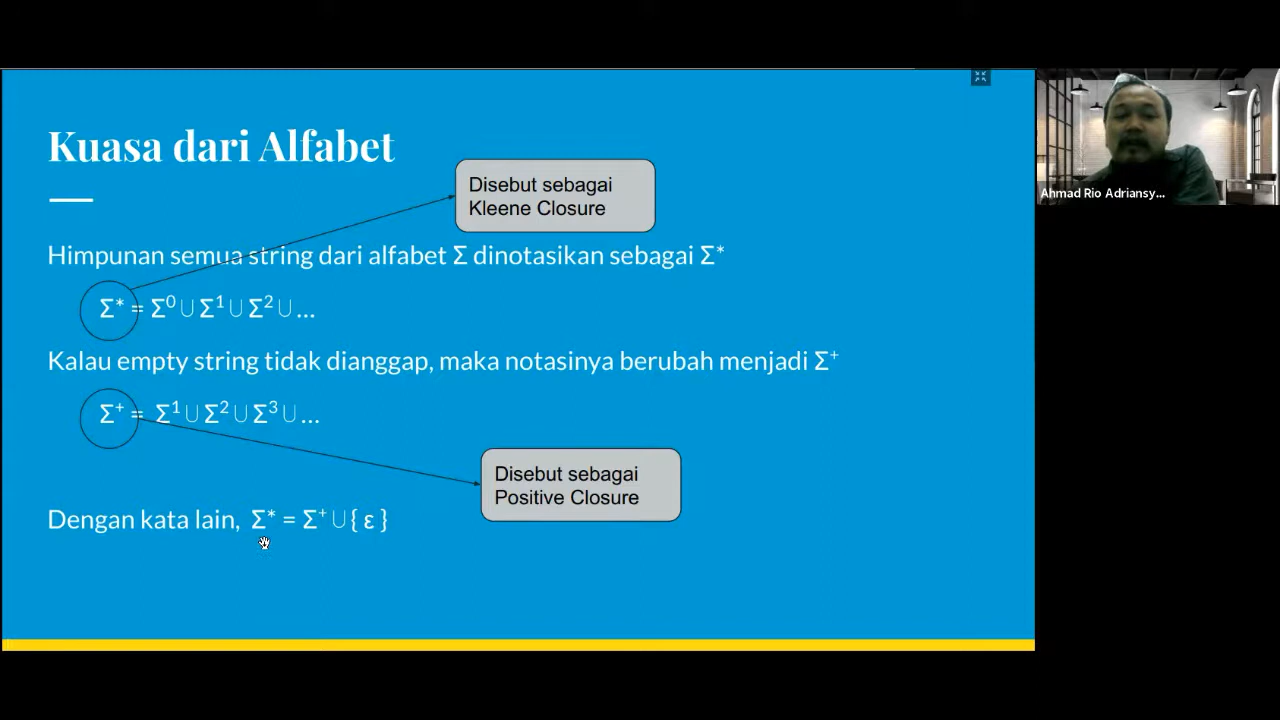 Kuasa dari Alfabet
Disebut sebagai
Kleene Closure
Himpunan semua string dari alfabet Σ dinotasikan sebagai Σ*
Σ* = Σ⁰ ∪ Σ¹ ∪ Σ² ∪ ...
Kalau empty string tidak dianggap, maka notasinya berubah menjadi Σ⁺
Σ⁺ = Σ¹ ∪ Σ² ∪ Σ³ ∪ ...
Disebut sebagai
Positive Closure
Dengan kata lain, Σ* = Σ⁺ ∪ { ε }
Ahmad Rio Adriansy...